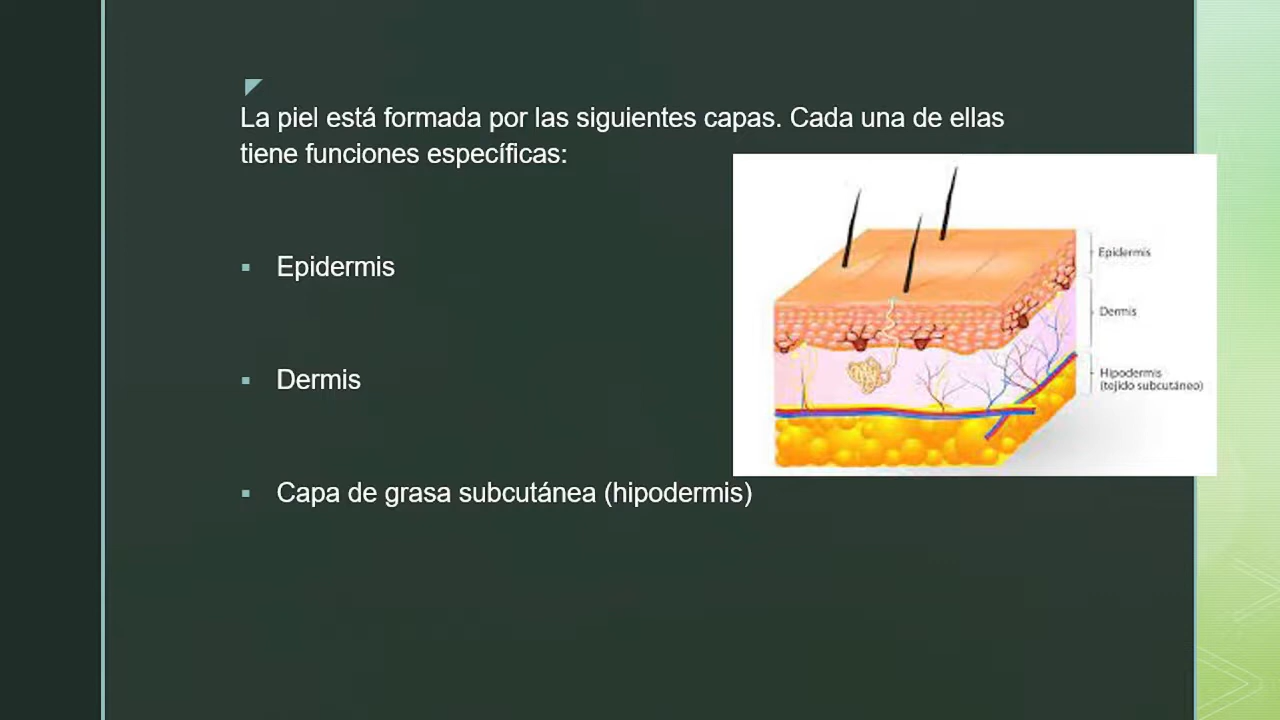 La piel está formada por las siguientes capas. Cada una de ellas
tiene funciones específicas:
Epidermis
Dermis
Capa de grasa subcutánea (hipodermis)
Epidermis
Dermis
Hipodermis
(tejido subcutáneo)